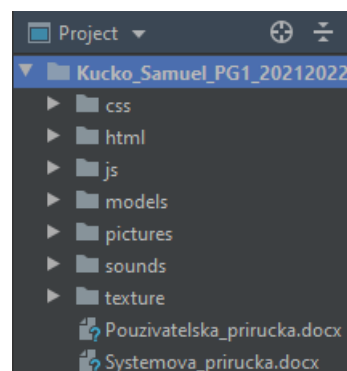 Project
Kucko_Samuel_PG1_20212022
css
html
js
models
pictures
sounds
texture
Pouzivatelska_prirucka.docx
Systemova_prirucka.docx